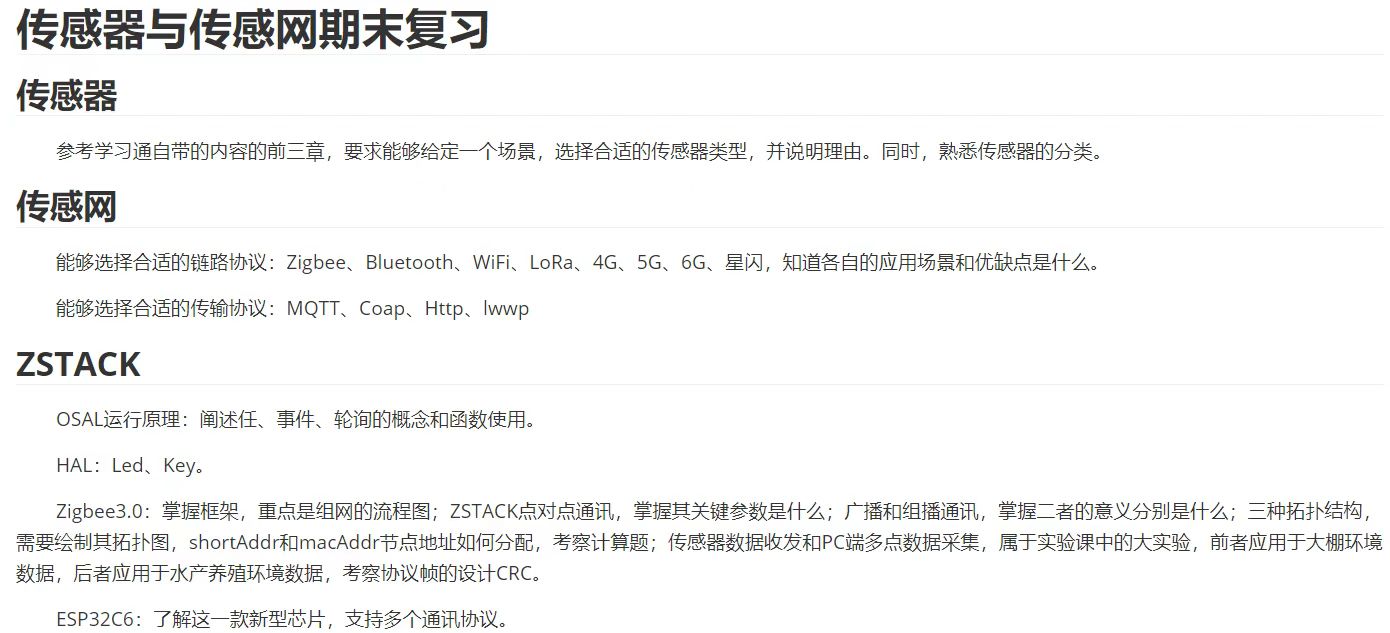 传感器与传感网期末复习
传感器
参考学习通自带的内容的前三章，要求能够给定一个场景，选择合适的传感器类型，并说明理由。同时，熟悉传感器的分类。
传感网
能够选择合适的链路协议：Zigbee、Bluetooth、WiFi、LoRa、4G、5G、6G、星闪，知道各自的应用场景和优缺点是什么。
能够选择合适的传输协议：MQTT、Coap、Http、lwwp
ZSTACK
OSAL运行原理：阐述任、事件、轮询的概念和函数使用。
HAL：Led、Key。
Zigbee3.0：掌握框架，重点是组网的流程图；ZSTACK点对点通讯，掌握其关键参数是什么；广播和组播通讯，掌握二者的意义分别是什么；三种拓扑结构，
需要绘制其拓扑图，shortAddr和macAddr节点地址如何分配，考察计算题；传感器数据收发和PC端多点数据采集，属于实验课中的大实验，前者应用于大棚环境
数据，后者应用于水产养殖环境数据，考察协议帧的设计CRC。
ESP32C6：了解这一款新型芯片，支持多个通讯协议。